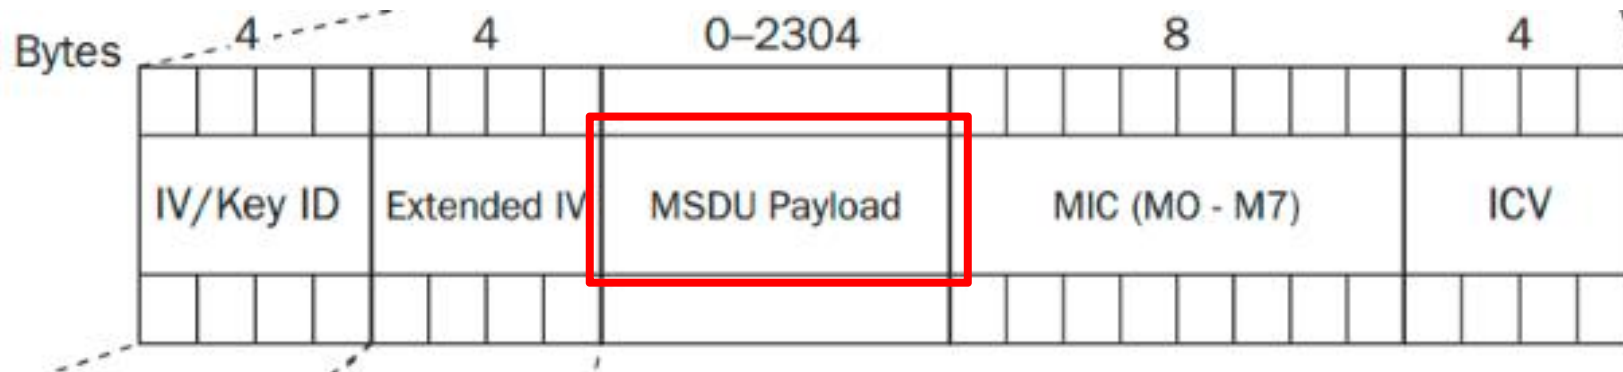 Bytes 4 4 0–2304 8 4
IV/Key ID Extended IV MSDU Payload MIC (M0 - M7) ICV